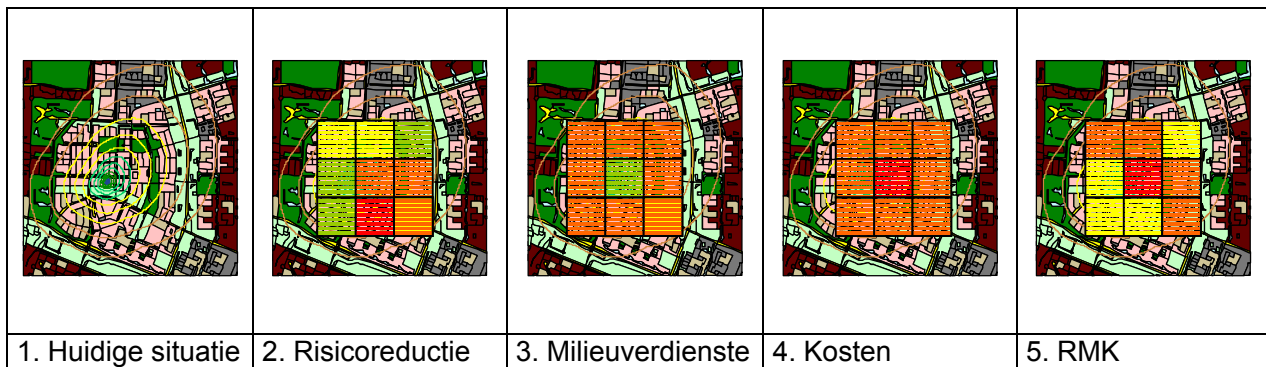 1. Huidige situatie
2. Risicoreductie
3. Milieuverdienste
4. Kosten
5. RMK